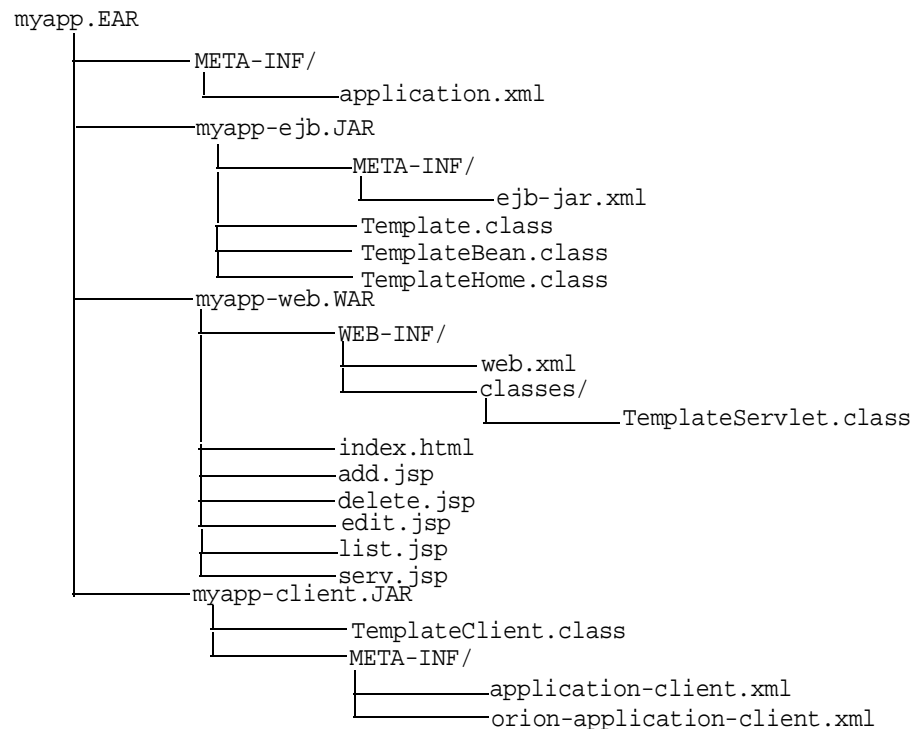 myapp.EAR
META-INF/
application.xml
myapp-ejb.JAR
META-INF/
ejb-jar.xml
Template.class
TemplateBean.class
TemplateHome.class
myapp-web.WAR
WEB-INF/
web.xml
classes/
TemplateServlet.class
index.html
add.jsp
delete.jsp
edit.jsp
list.jsp
serv.jsp
myapp-client.JAR
TemplateClient.class
META-INF/
application-client.xml
orion-application-client.xml